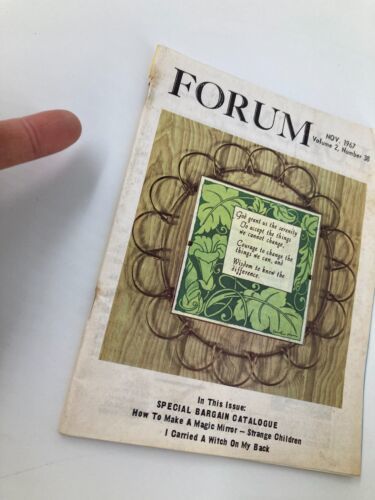 FORUM
NOV. 1967
Volume 2, Number 38
God grant us the serenity
To accept the things
we cannot change,
Courage to change the
things we can, and
Wisdom to know the
difference.
In This Issue:
SPECIAL BARGAIN CATALOGUE
How To Make A Magic Mirror — Strange Children
I Carried A Witch On My Back